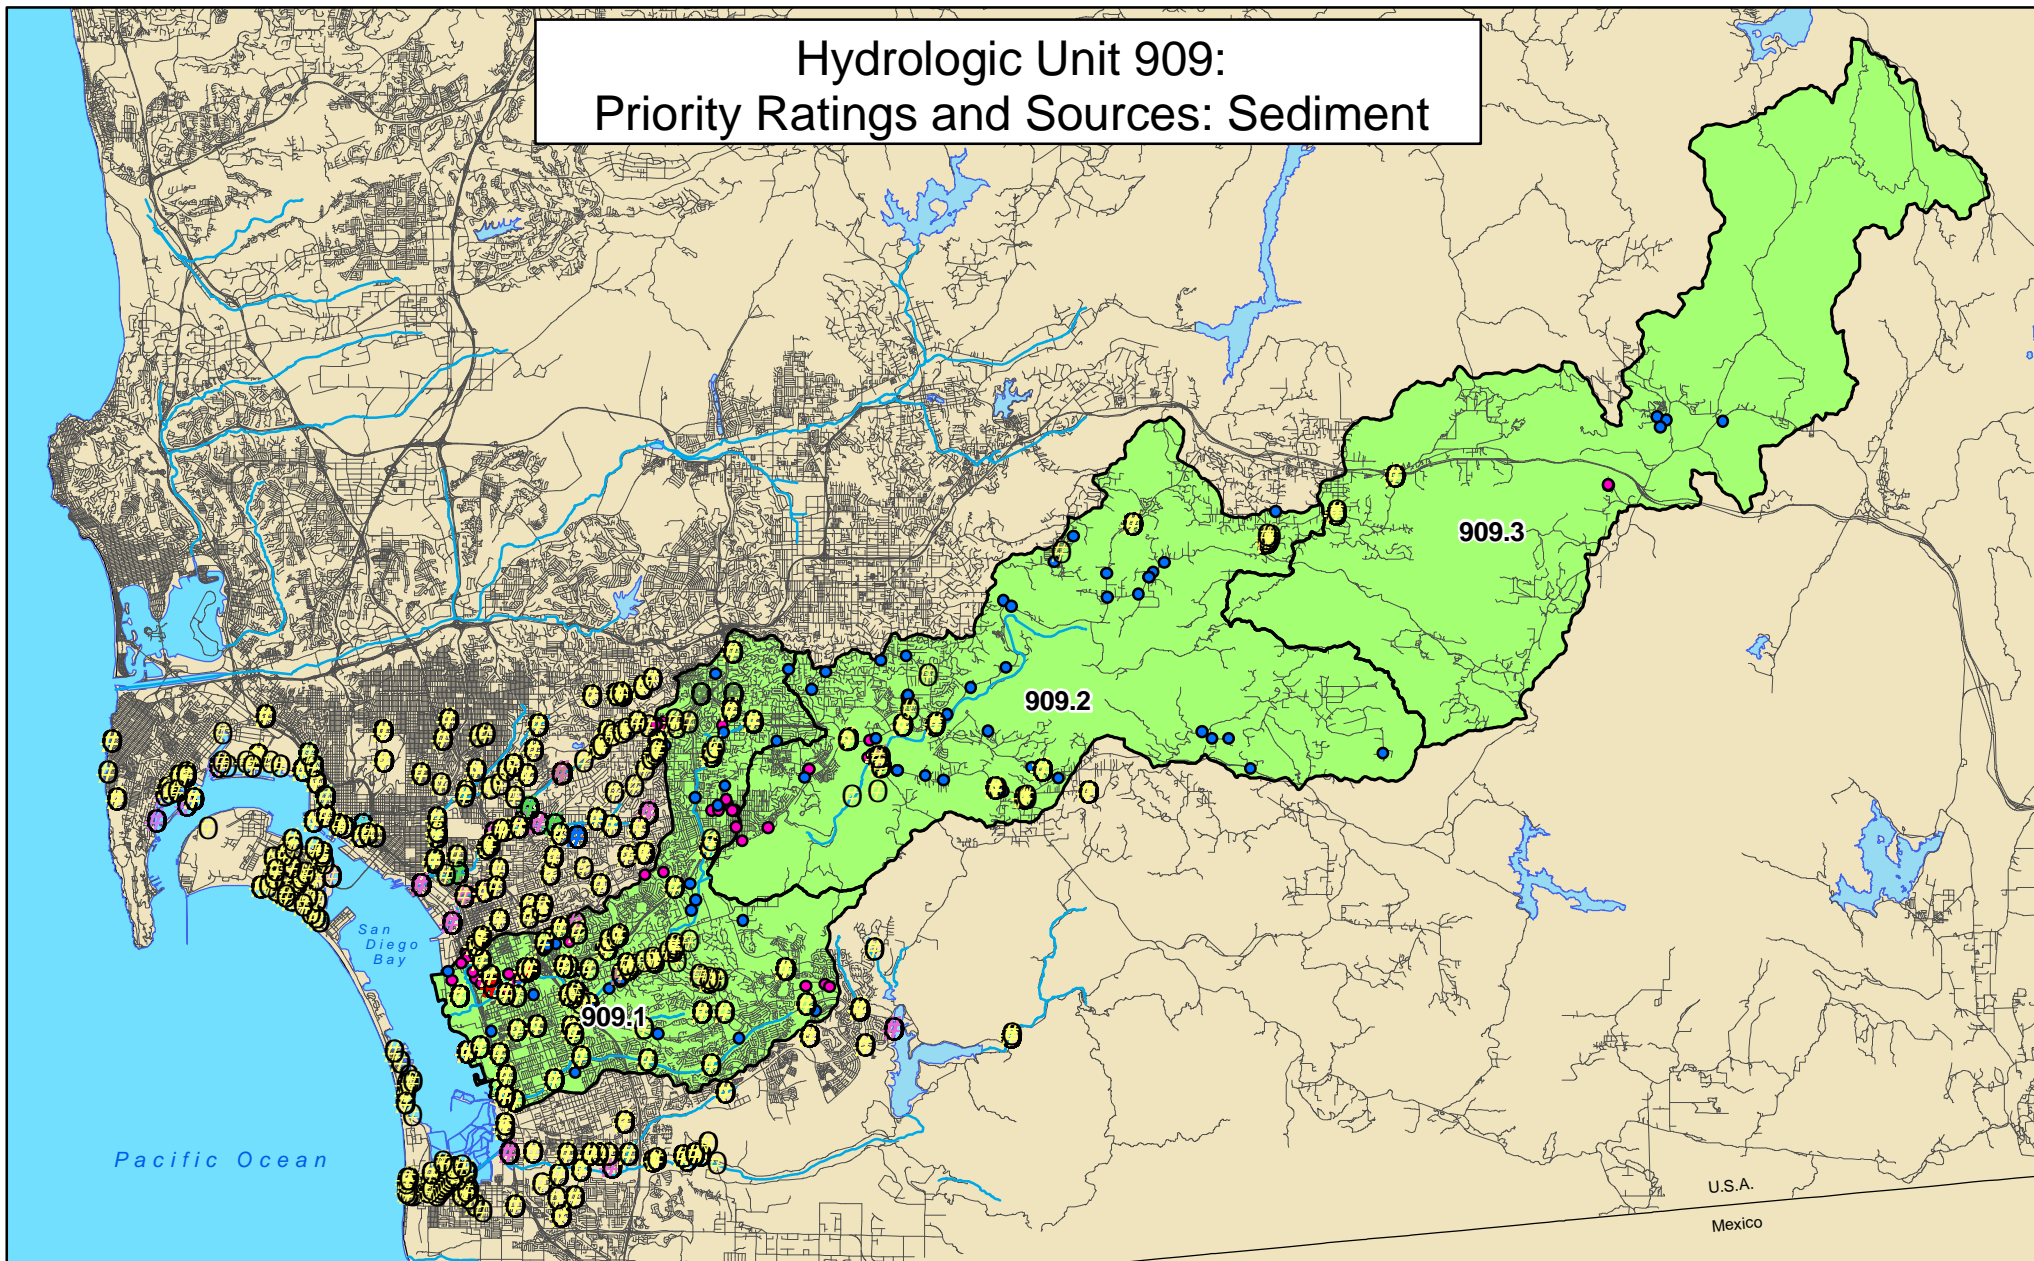 Hydrologic Unit 909:
Priority Ratings and Sources: Sediment
909.3
909.2
909.1
San
Diego
Bay
Pacific Ocean
U.S.A.
Mexico